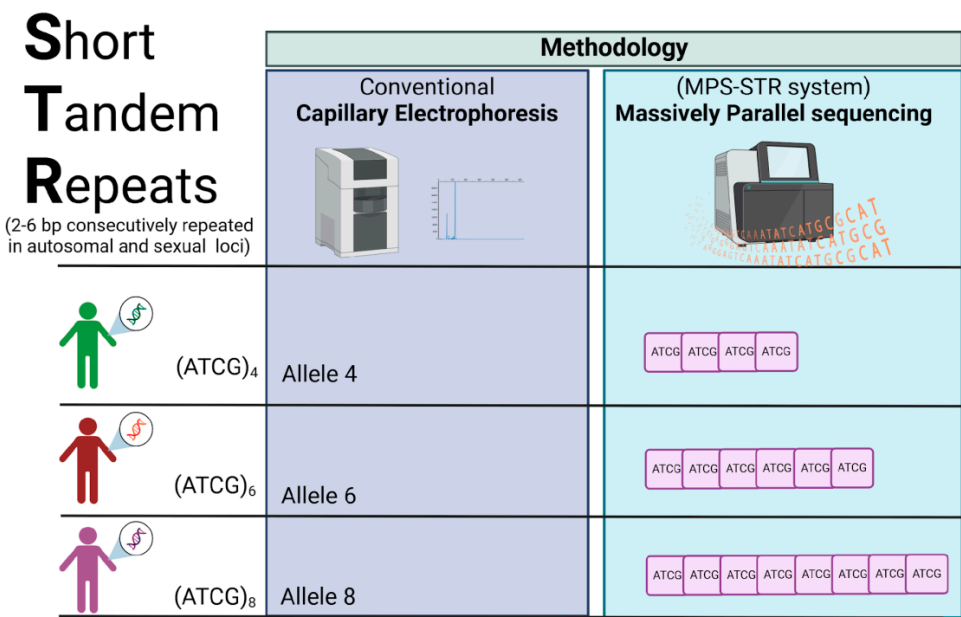 Short
Tandem
Repeats
(2-6 bp consecutively repeated
in autosomal and sexual loci)
Methodology
Conventional
Capillary Electrophoresis
(MPS-STR system)
Massively Parallel sequencing
(ATCG)₄
Allele 4
ATCG ATCG ATCG ATCG
(ATCG)₆
Allele 6
ATCG ATCG ATCG ATCG ATCG ATCG
(ATCG)₈
Allele 8
ATCG ATCG ATCG ATCG ATCG ATCG ATCG ATCG